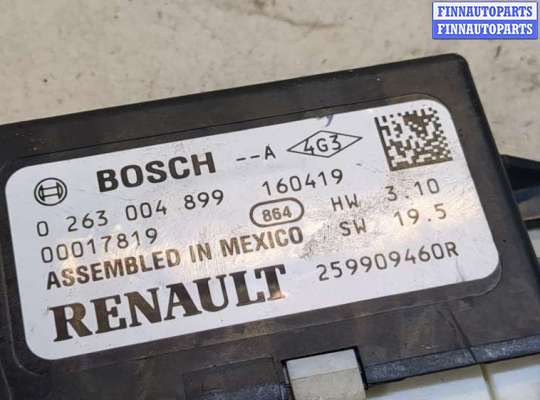 FINNAUTOPARTS
FINNAUTOPARTS
BOSCH --A 4G3
0 263 004 899 160419
00017819 864 HW 3.10
ASSEMBLED IN MEXICO SW 19.5
RENAULT 259909460R